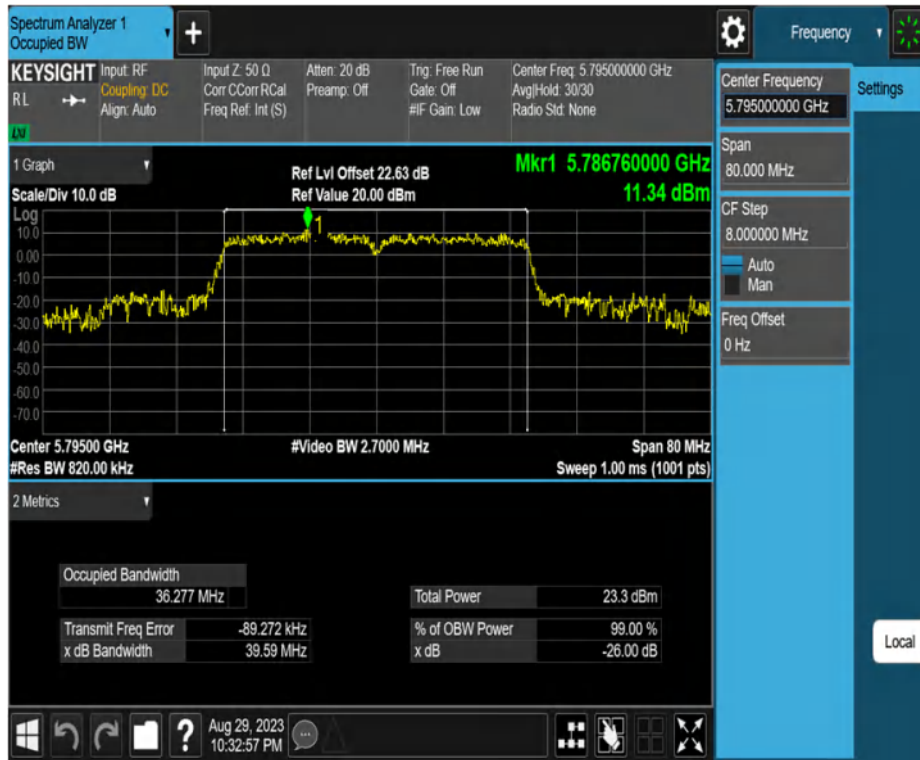 Spectrum Analyzer 1
Occupied BW
+
Frequency
KEYSIGHT
RL
LXI
Input: RF
Coupling: DC
Align: Auto
Input Z: 50 Ω
Corr CCorr RCal
Freq Ref: Int (S)
Atten: 20 dB
Preamp: Off
Trig: Free Run
Gate: Off
#IF Gain: Low
Center Freq: 5.795000000 GHz
Avg|Hold: 30/30
Radio Std: None
Center Frequency
5.795000000 GHz
Settings
Span
80.000 MHz
CF Step
8.000000 MHz
Auto
Man
Freq Offset
0 Hz
Local
1 Graph
Scale/Div 10.0 dB
Ref Lvl Offset 22.63 dB
Ref Value 20.00 dBm
Mkr1 5.786760000 GHz
11.34 dBm
Log
10.0
0.00
-10.0
-20.0
-30.0
-40.0
-50.0
-60.0
-70.0
1
Center 5.79500 GHz
#Res BW 820.00 kHz
#Video BW 2.7000 MHz
Span 80 MHz
Sweep 1.00 ms (1001 pts)
2 Metrics
Occupied Bandwidth
36.277 MHz
Total Power 23.3 dBm
Transmit Freq Error -89.272 kHz
% of OBW Power 99.00 %
x dB Bandwidth 39.59 MHz
x dB -26.00 dB
?
Aug 29, 2023
10:32:57 PM